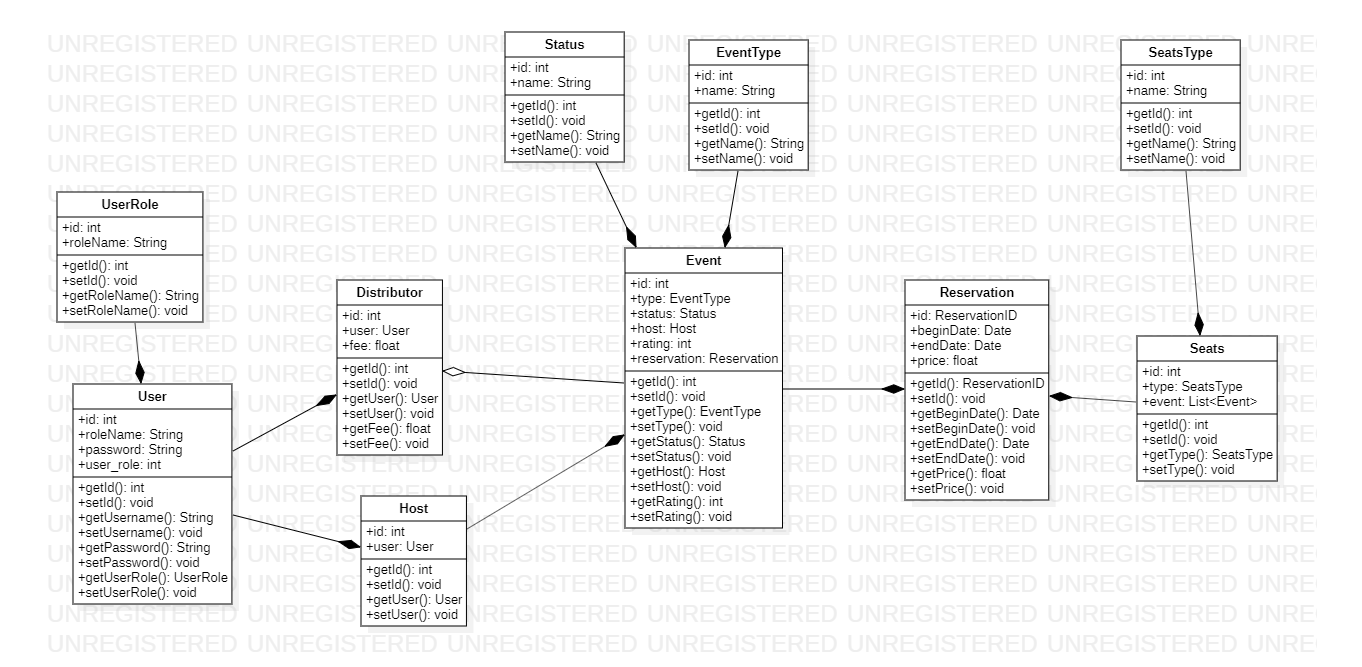 UNREGISTERED UNREGISTERED UNREGISTERED UNREGISTERED UNREGISTERED UNREGISTERED UNRE
Status
+id: int
+name: String
+getId(): int
+setId(): void
+getName(): String
+setName(): void
EventType
+id: int
+name: String
+getId(): int
+setId(): void
+getName(): String
+setName(): void
SeatsType
+id: int
+name: String
+getId(): int
+setId(): void
+getName(): String
+setName(): void
UserRole
+id: int
+roleName: String
+getId(): int
+setId(): void
+getRoleName(): String
+setRoleName(): void
Distributor
+id: int
+user: User
+fee: float
+getId(): int
+setId(): void
+getUser(): User
+setUser(): void
+getFee(): float
+setFee(): void
Event
+id: int
+type: EventType
+status: Status
+host: Host
+rating: int
+reservation: Reservation
+getId(): int
+setId(): void
+getType(): EventType
+setType(): void
+getStatus(): Status
+setStatus(): void
+getHost(): Host
+setHost(): void
+getRating(): int
+setRating(): void
Reservation
+id: ReservationID
+beginDate: Date
+endDate: Date
+price: float
+getId(): ReservationID
+setId(): void
+getBeginDate(): Date
+setBeginDate(): void
+getEndDate(): Date
+setEndDate(): void
+getPrice(): float
+setPrice(): void
Seats
+id: int
+type: SeatsType
+event: List<Event>
+getId(): int
+setId(): void
+getType(): SeatsType
+setType(): void
User
+id: int
+roleName: String
+password: String
+user_role: int
+getId(): int
+setId(): void
+getUsername(): String
+setUsername(): void
+getPassword(): String
+setPassword(): void
+getUserRole(): UserRole
+setUserRole(): void
Host
+id: int
+user: User
+getId(): int
+setId(): void
+getUser(): User
+setUser(): void